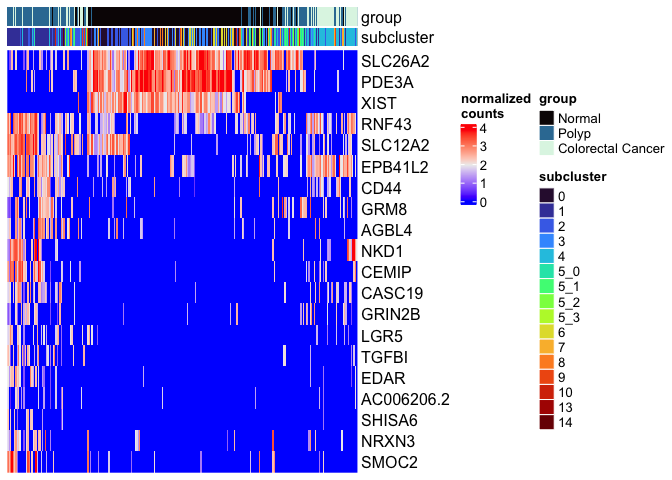 group
subcluster
SLC26A2
PDE3A
XIST
RNF43
SLC12A2
EPB41L2
CD44
GRM8
AGBL4
NKD1
CEMIP
CASC19
GRIN2B
LGR5
TGFBI
EDAR
AC006206.2
SHISA6
NRXN3
SMOC2
normalized
counts
4
3
2
1
0
group
Normal
Polyp
Colorectal Cancer
subcluster
0
1
2
3
4
5_0
5_1
5_2
5_3
6
7
8
9
10
13
14